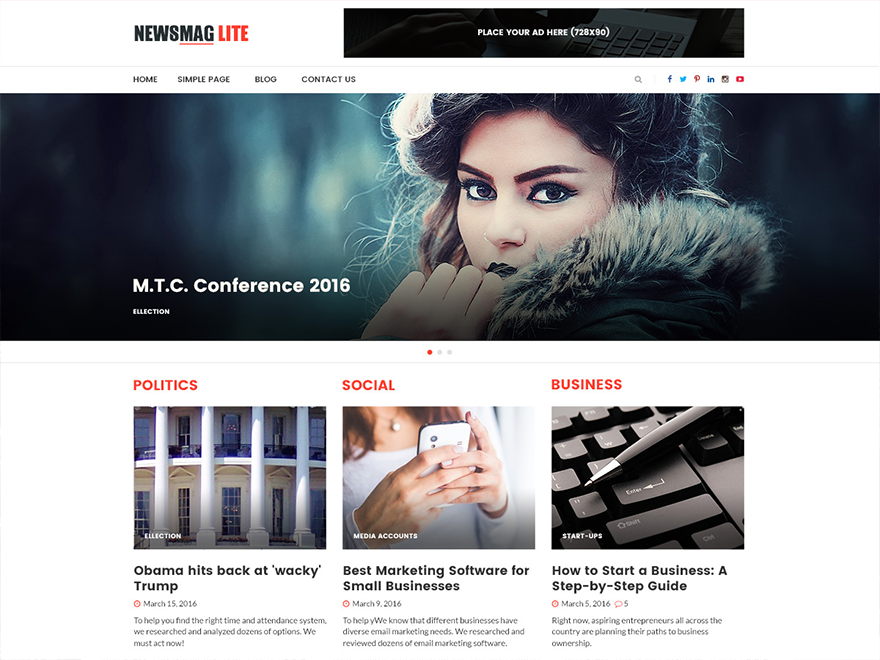 NEWSMAG LITE
PLACE YOUR AD HERE (728X90)
HOME SIMPLE PAGE BLOG CONTACT US
M.T.C. Conference 2016
ELLECTION
POLITICS
ELLECTION
Obama hits back at 'wacky'
Trump
March 15, 2016
To help you find the right time and attendance system,
we researched and analyzed dozens of options. We
must act now!
SOCIAL
MEDIA ACCOUNTS
Best Marketing Software for
Small Businesses
March 9, 2016
To help yWe know that different businesses have
diverse email marketing needs. We researched and
reviewed dozens of email marketing software.
BUSINESS
Enter
SHIFT
Ctrl
START-UPS
How to Start a Business: A
Step-by-Step Guide
March 5, 2016 5
Right now, aspiring entrepreneurs all across the
country are planning their paths to business
ownership.